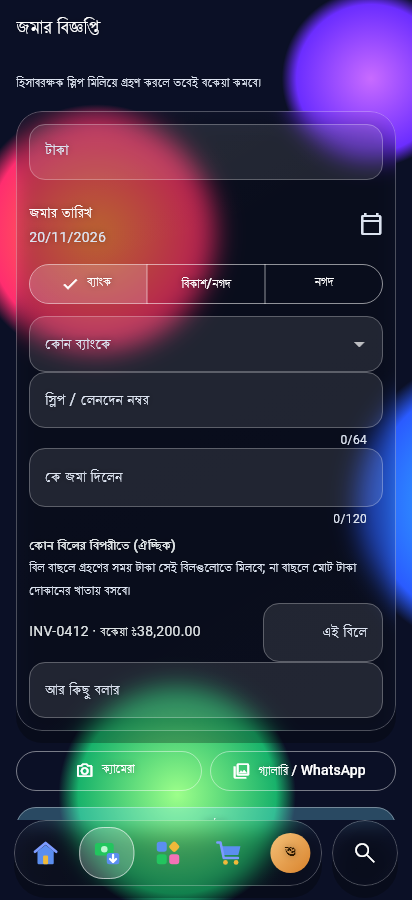 জমার বিজ্ঞপ্তি
হিসাবরক্ষক স্লিপ মিলিয়ে গ্রহণ করলে তবেই বকেয়া কমবে।
টাকা
জমার তারিখ
20/11/2026
ব্যাংক
বিকাশ/নগদ
নগদ
কোন ব্যাংকে
স্লিপ / লেনদেন নম্বর
0/64
কে জমা দিলেন
0/120
কোন বিলের বিপরীতে (ঐচ্ছিক)
বিল বাছলে গ্রহণের সময় টাকা সেই বিলগুলোতে মিলবে; না বাছলে মোট টাকা
দোকানের খাতায় বসবে।
INV-0412 · বকেয়া ৳38,200.00
এই বিলে
আর কিছু বলার
ক্যামেরা
গ্যালারি / WhatsApp
শু